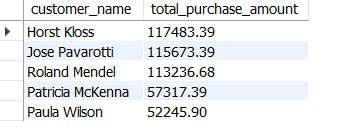 customer_name total_purchase_amount
Horst Kloss 117483.39
Jose Pavarotti 115673.39
Roland Mendel 113236.68
Patricia McKenna 57317.39
Paula Wilson 52245.90